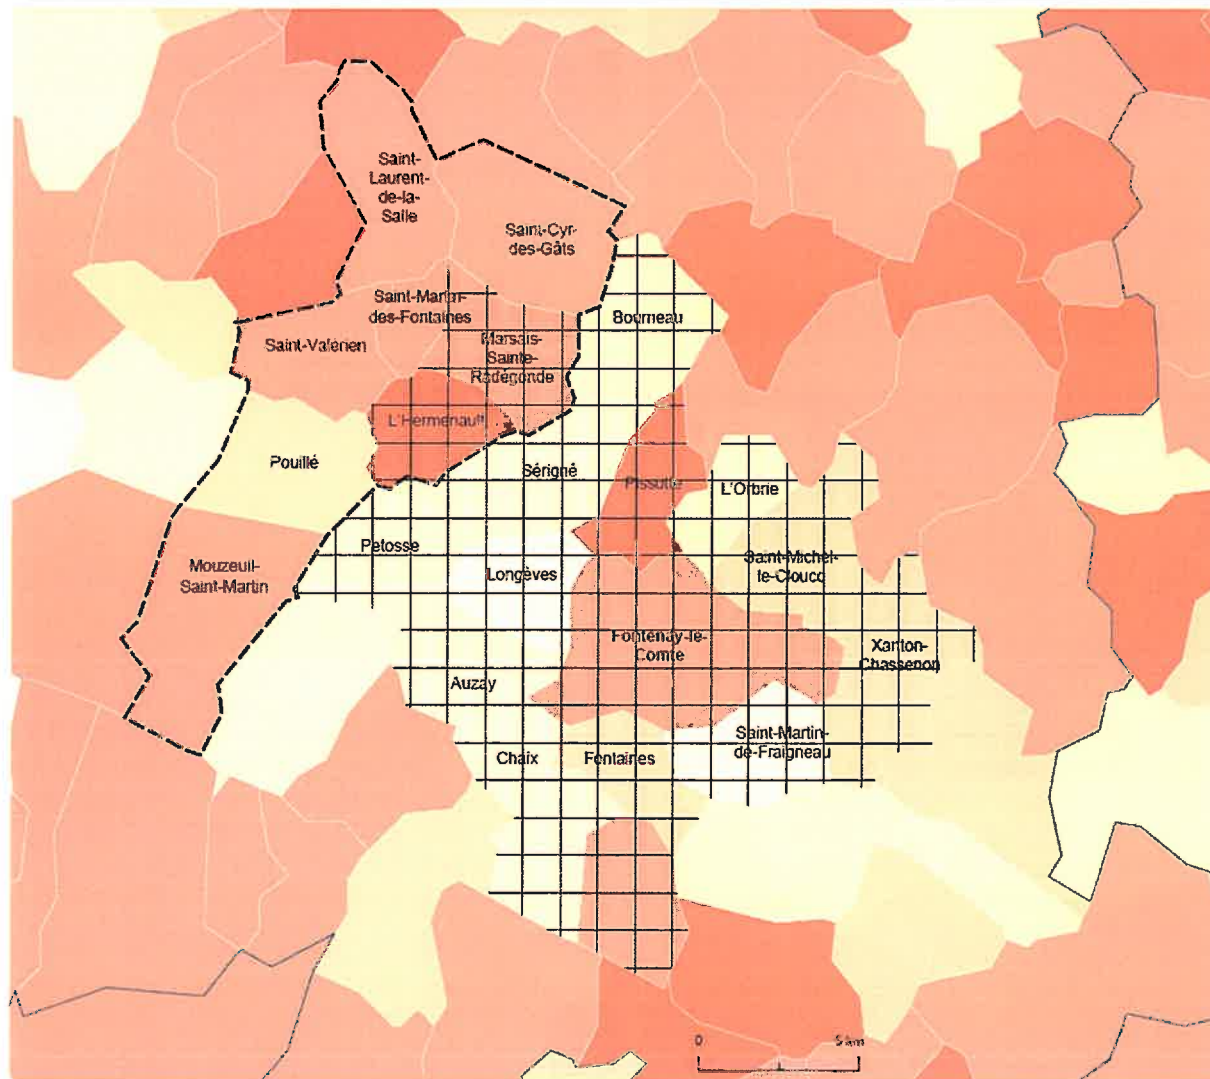 Saint-
Laurent-
de-la-
Salle
Saint-Cyr-
des-Gâts
Saint-Martin-
des-Fontaines
Bourneau
Saint-Valérien
Marsais-
Sainte-
Radégonde
L'Hermenault
Pouillé
Sérigné
Pissotte
L'Orbrie
Petosse
Longèves
Saint-Michel-
le-Cloucq
Mouzeuil-
Saint-Martin
Fontenay-le-
Comte
Xanton-
Chassenon
Auzay
Saint-Martin-
de-Fraigneau
Chaix
Fontaines
0 5 km